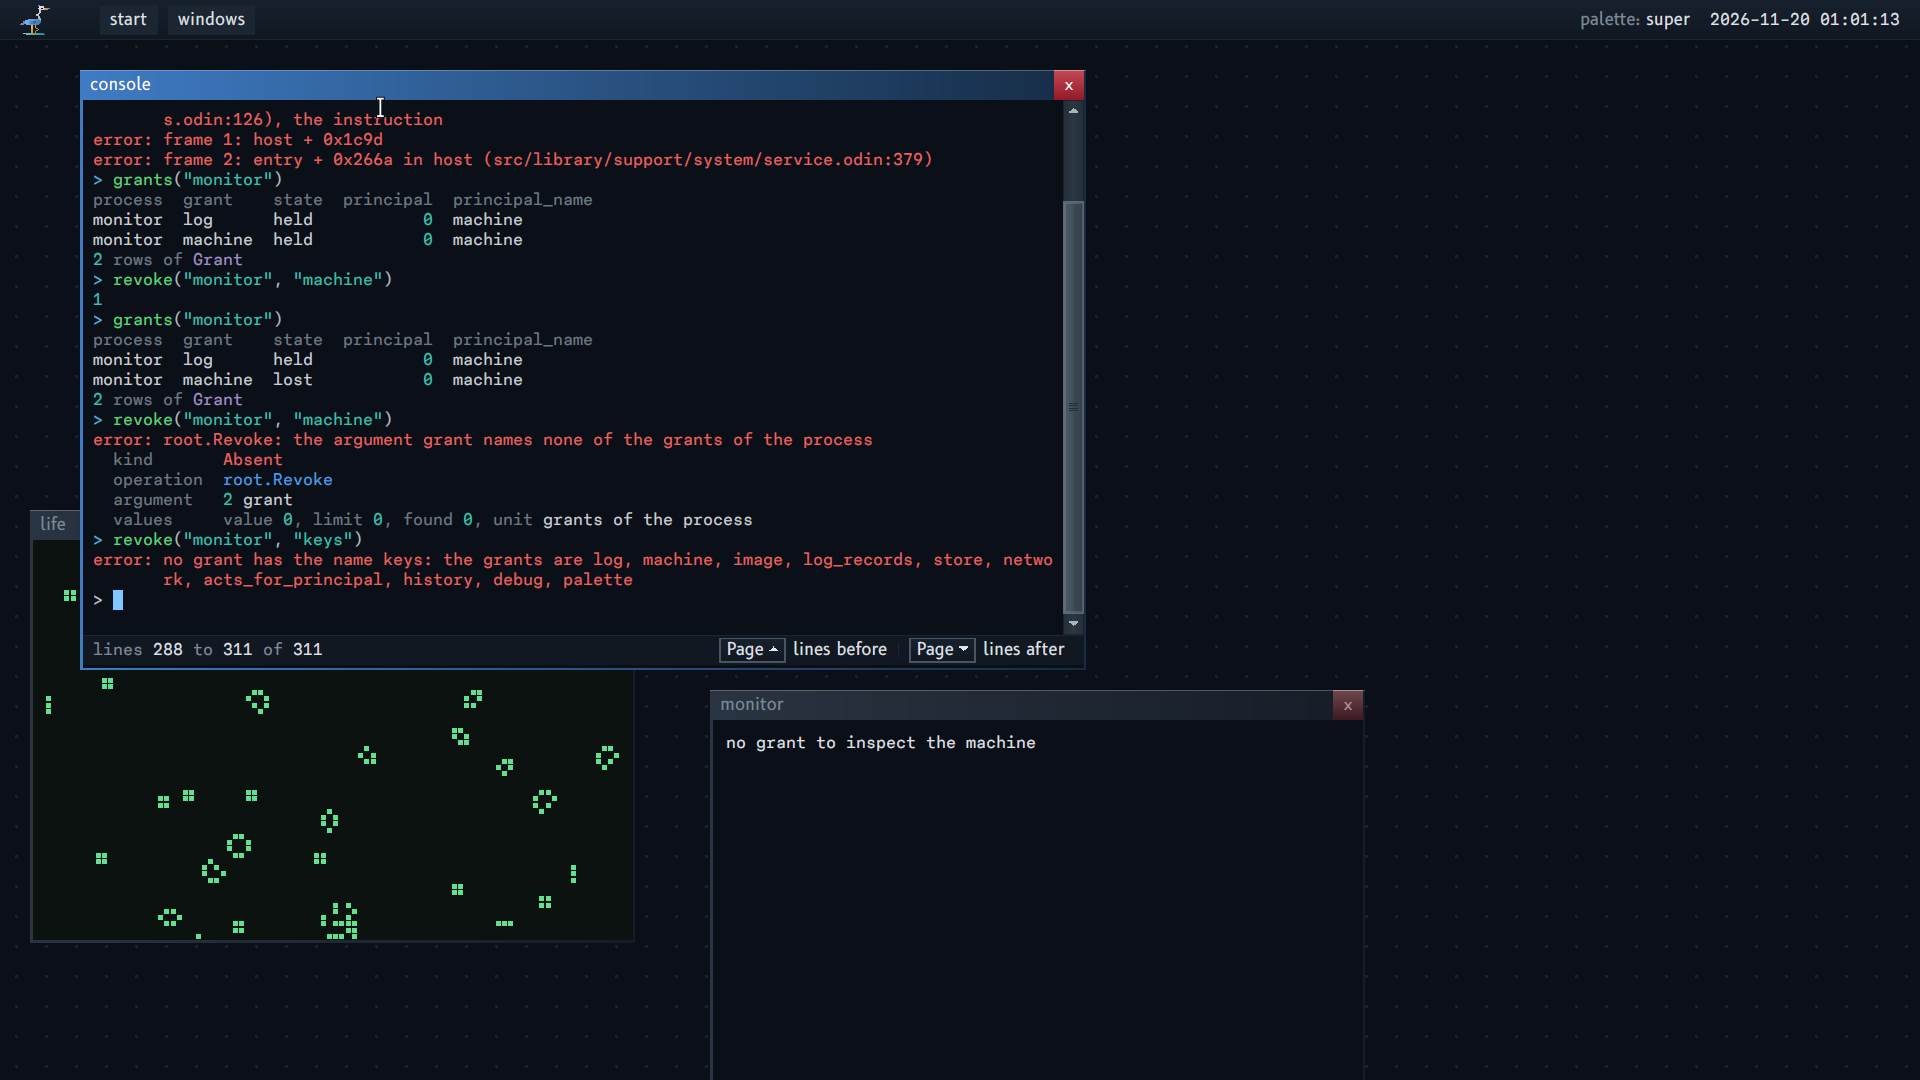 start windows palette: super 2026-11-20 01:01:13
console x
s.odin:126), the instruction
error: frame 1: host + 0x1c9d
error: frame 2: entry + 0x266a in host (src/library/support/system/service.odin:379)
> grants("monitor")
process grant state principal principal_name
monitor log held 0 machine
monitor machine held 0 machine
2 rows of Grant
> revoke("monitor", "machine")
1
> grants("monitor")
process grant state principal principal_name
monitor log held 0 machine
monitor machine lost 0 machine
2 rows of Grant
> revoke("monitor", "machine")
error: root.Revoke: the argument grant names none of the grants of the process
kind Absent
operation root.Revoke
argument 2 grant
values value 0, limit 0, found 0, unit grants of the process
> revoke("monitor", "keys")
error: no grant has the name keys: the grants are log, machine, image, log_records, store, netwo
rk, acts_for_principal, history, debug, palette
>
lines 288 to 311 of 311 Page lines before Page lines after
life
monitor x
no grant to inspect the machine